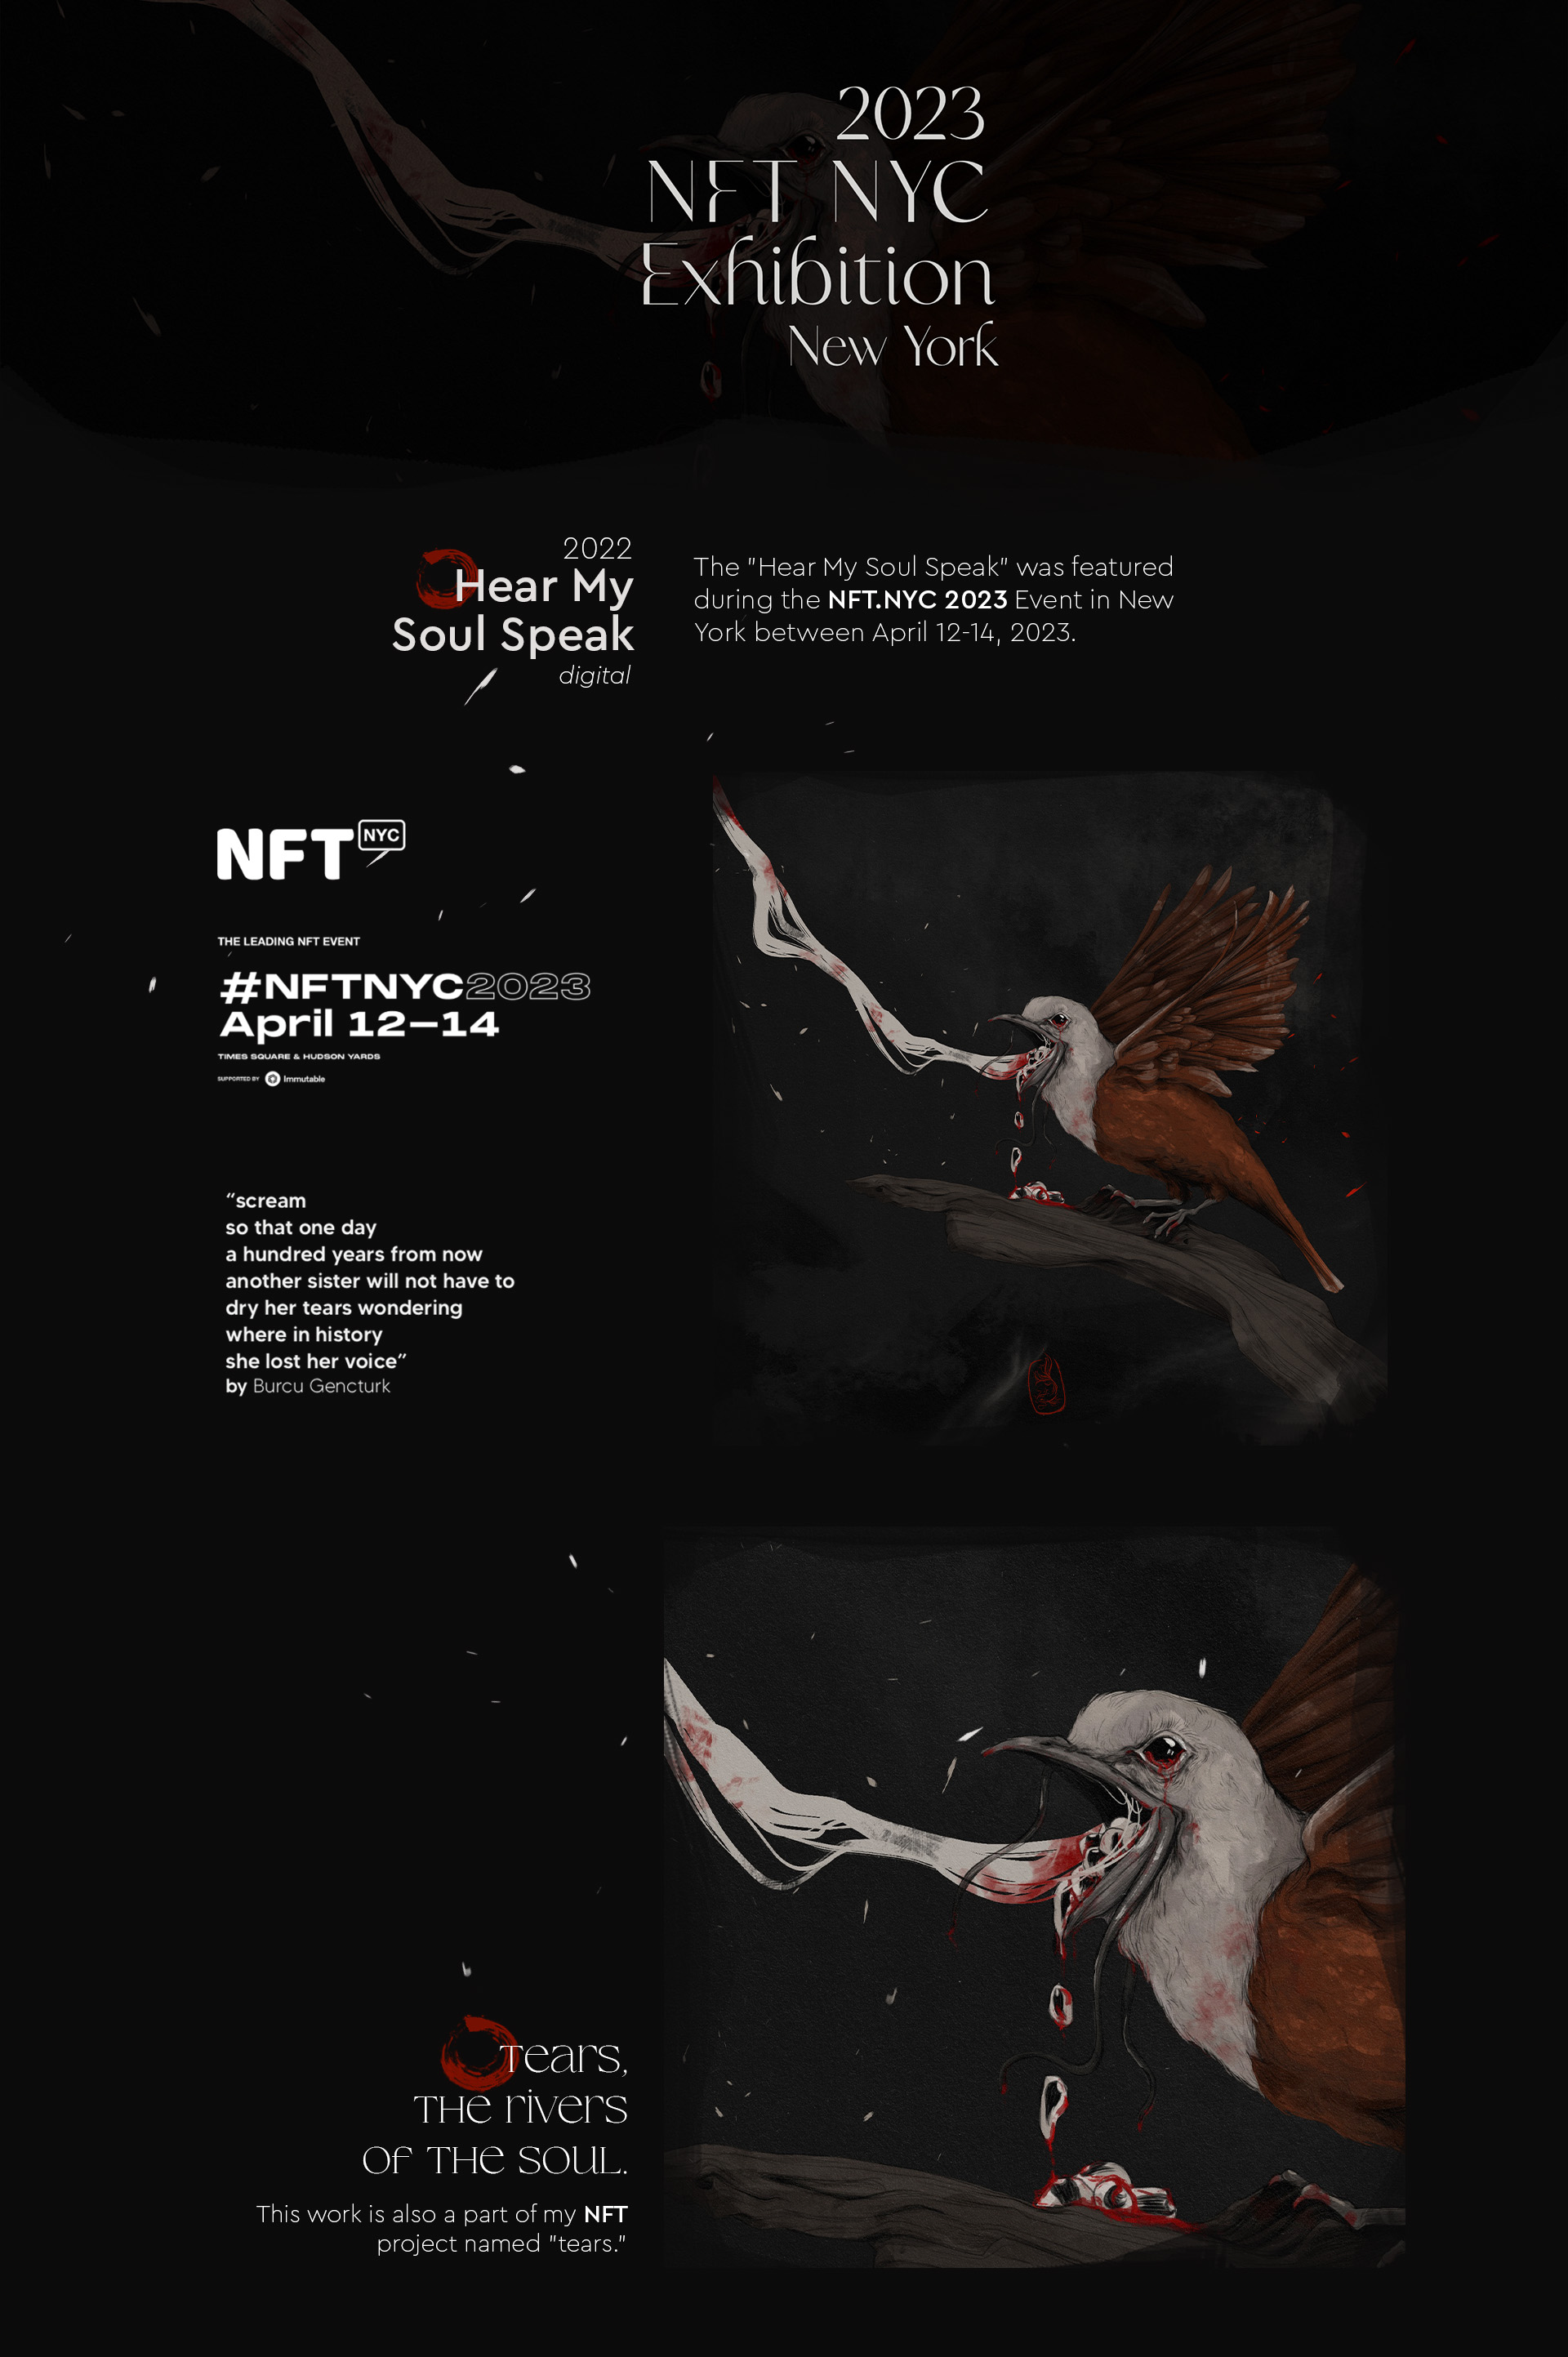 2023
NFT NYC
Exhibition
New York
2022
Hear My
Soul Speak
digital
The "Hear My Soul Speak" was featured
during the NFT.NYC 2023 Event in New
York between April 12-14, 2023.
NFT NYC
THE LEADING NFT EVENT
#NFTNYC2023
April 12–14
TIMES SQUARE & HUDSON YARDS
SUPPORTED BY Immutable
“scream
so that one day
a hundred years from now
another sister will not have to
dry her tears wondering
where in history
she lost her voice”
by Burcu Gencturk
Tears,
THe rivers
OF THe SOUL.
This work is also a part of my NFT
project named "tears."